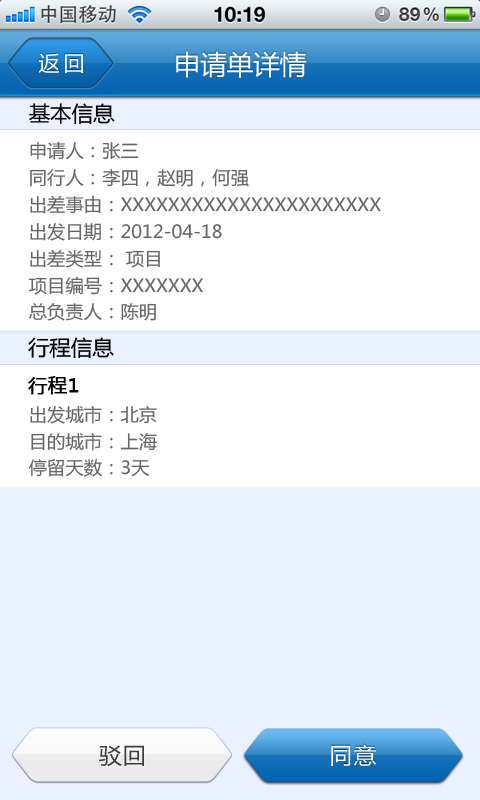 中国移动 10:19 89%
返回 申请单详情
基本信息
申请人：张三
同行人：李四，赵明，何强
出差事由：XXXXXXXXXXXXXXXXXXXXXX
出发日期：2012-04-18
出差类型： 项目
项目编号：XXXXXXX
总负责人：陈明
行程信息
行程1
出发城市：北京
目的城市：上海
停留天数：3天
驳回 同意